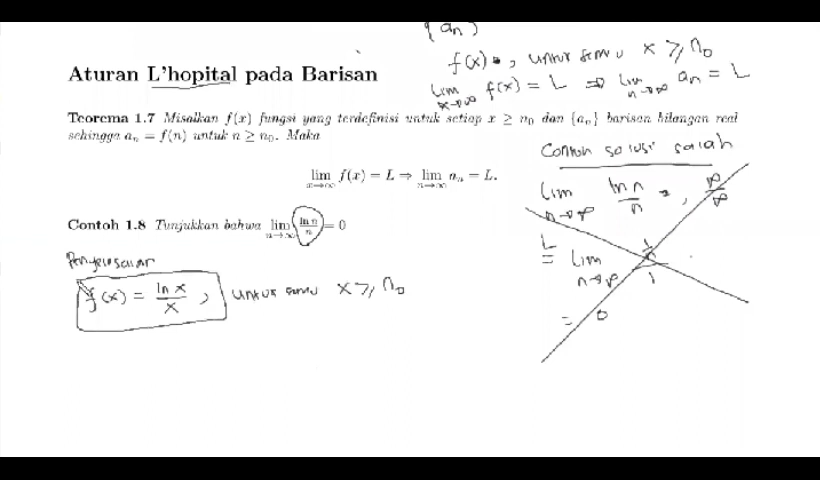 {an}
f(x) , untuk semu x ≥ n₀
lim x→∞ f(x) = L ⇒ lim n→∞ an = L
Aturan L'hopital pada Barisan
Teorema 1.7 Misalkan f(x) fungsi yang terdefinisi untuk setiap x ≥ n₀ dan {aₙ} barisan bilangan real
sehingga aₙ = f(n) untuk n ≥ n₀. Maka
lim x→∞ f(x) = L ⇒ lim n→∞ aₙ = L.
Contoh 1.8 Tunjukkan bahwa lim n→∞ ln n/n = 0
Penyelesaian
f(x) = ln x/x , untuk semu x ≥ n₀
Contoh solusi salah
lim n→∞ ln n/n = , ∞/∞
L
= lim n→∞ 1/n / 1
= 0